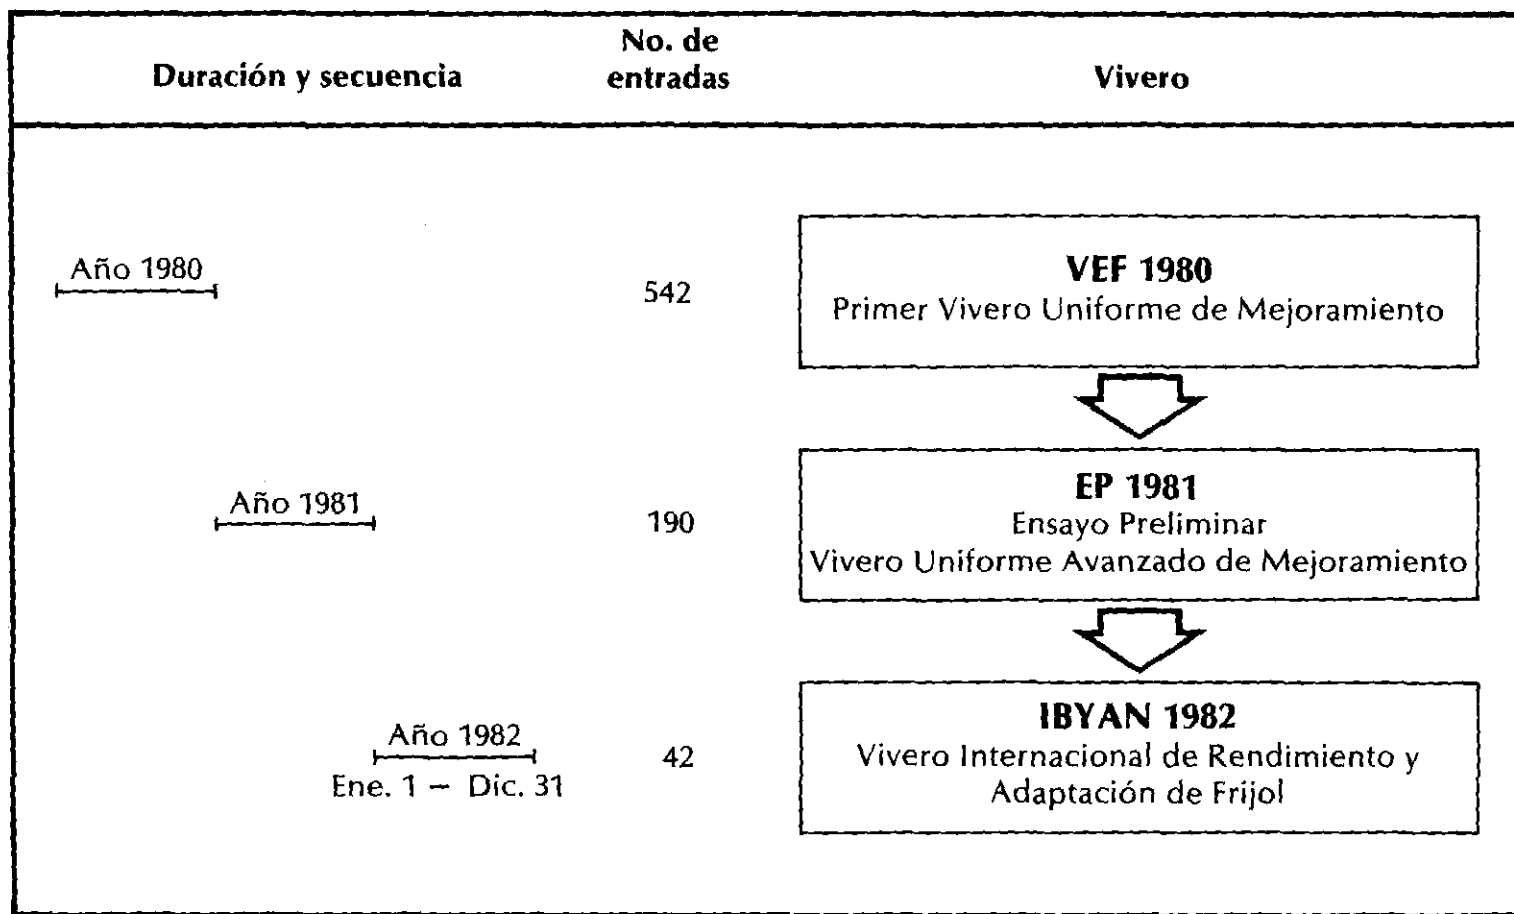 Duración y secuencia
No. de
entradas
Vivero
Año 1980
542
VEF 1980
Primer Vivero Uniforme de Mejoramiento
Año 1981
190
EP 1981
Ensayo Preliminar
Vivero Uniforme Avanzado de Mejoramiento
Año 1982
Ene. 1 – Dic. 31
42
IBYAN 1982
Vivero Internacional de Rendimiento y
Adaptación de Frijol